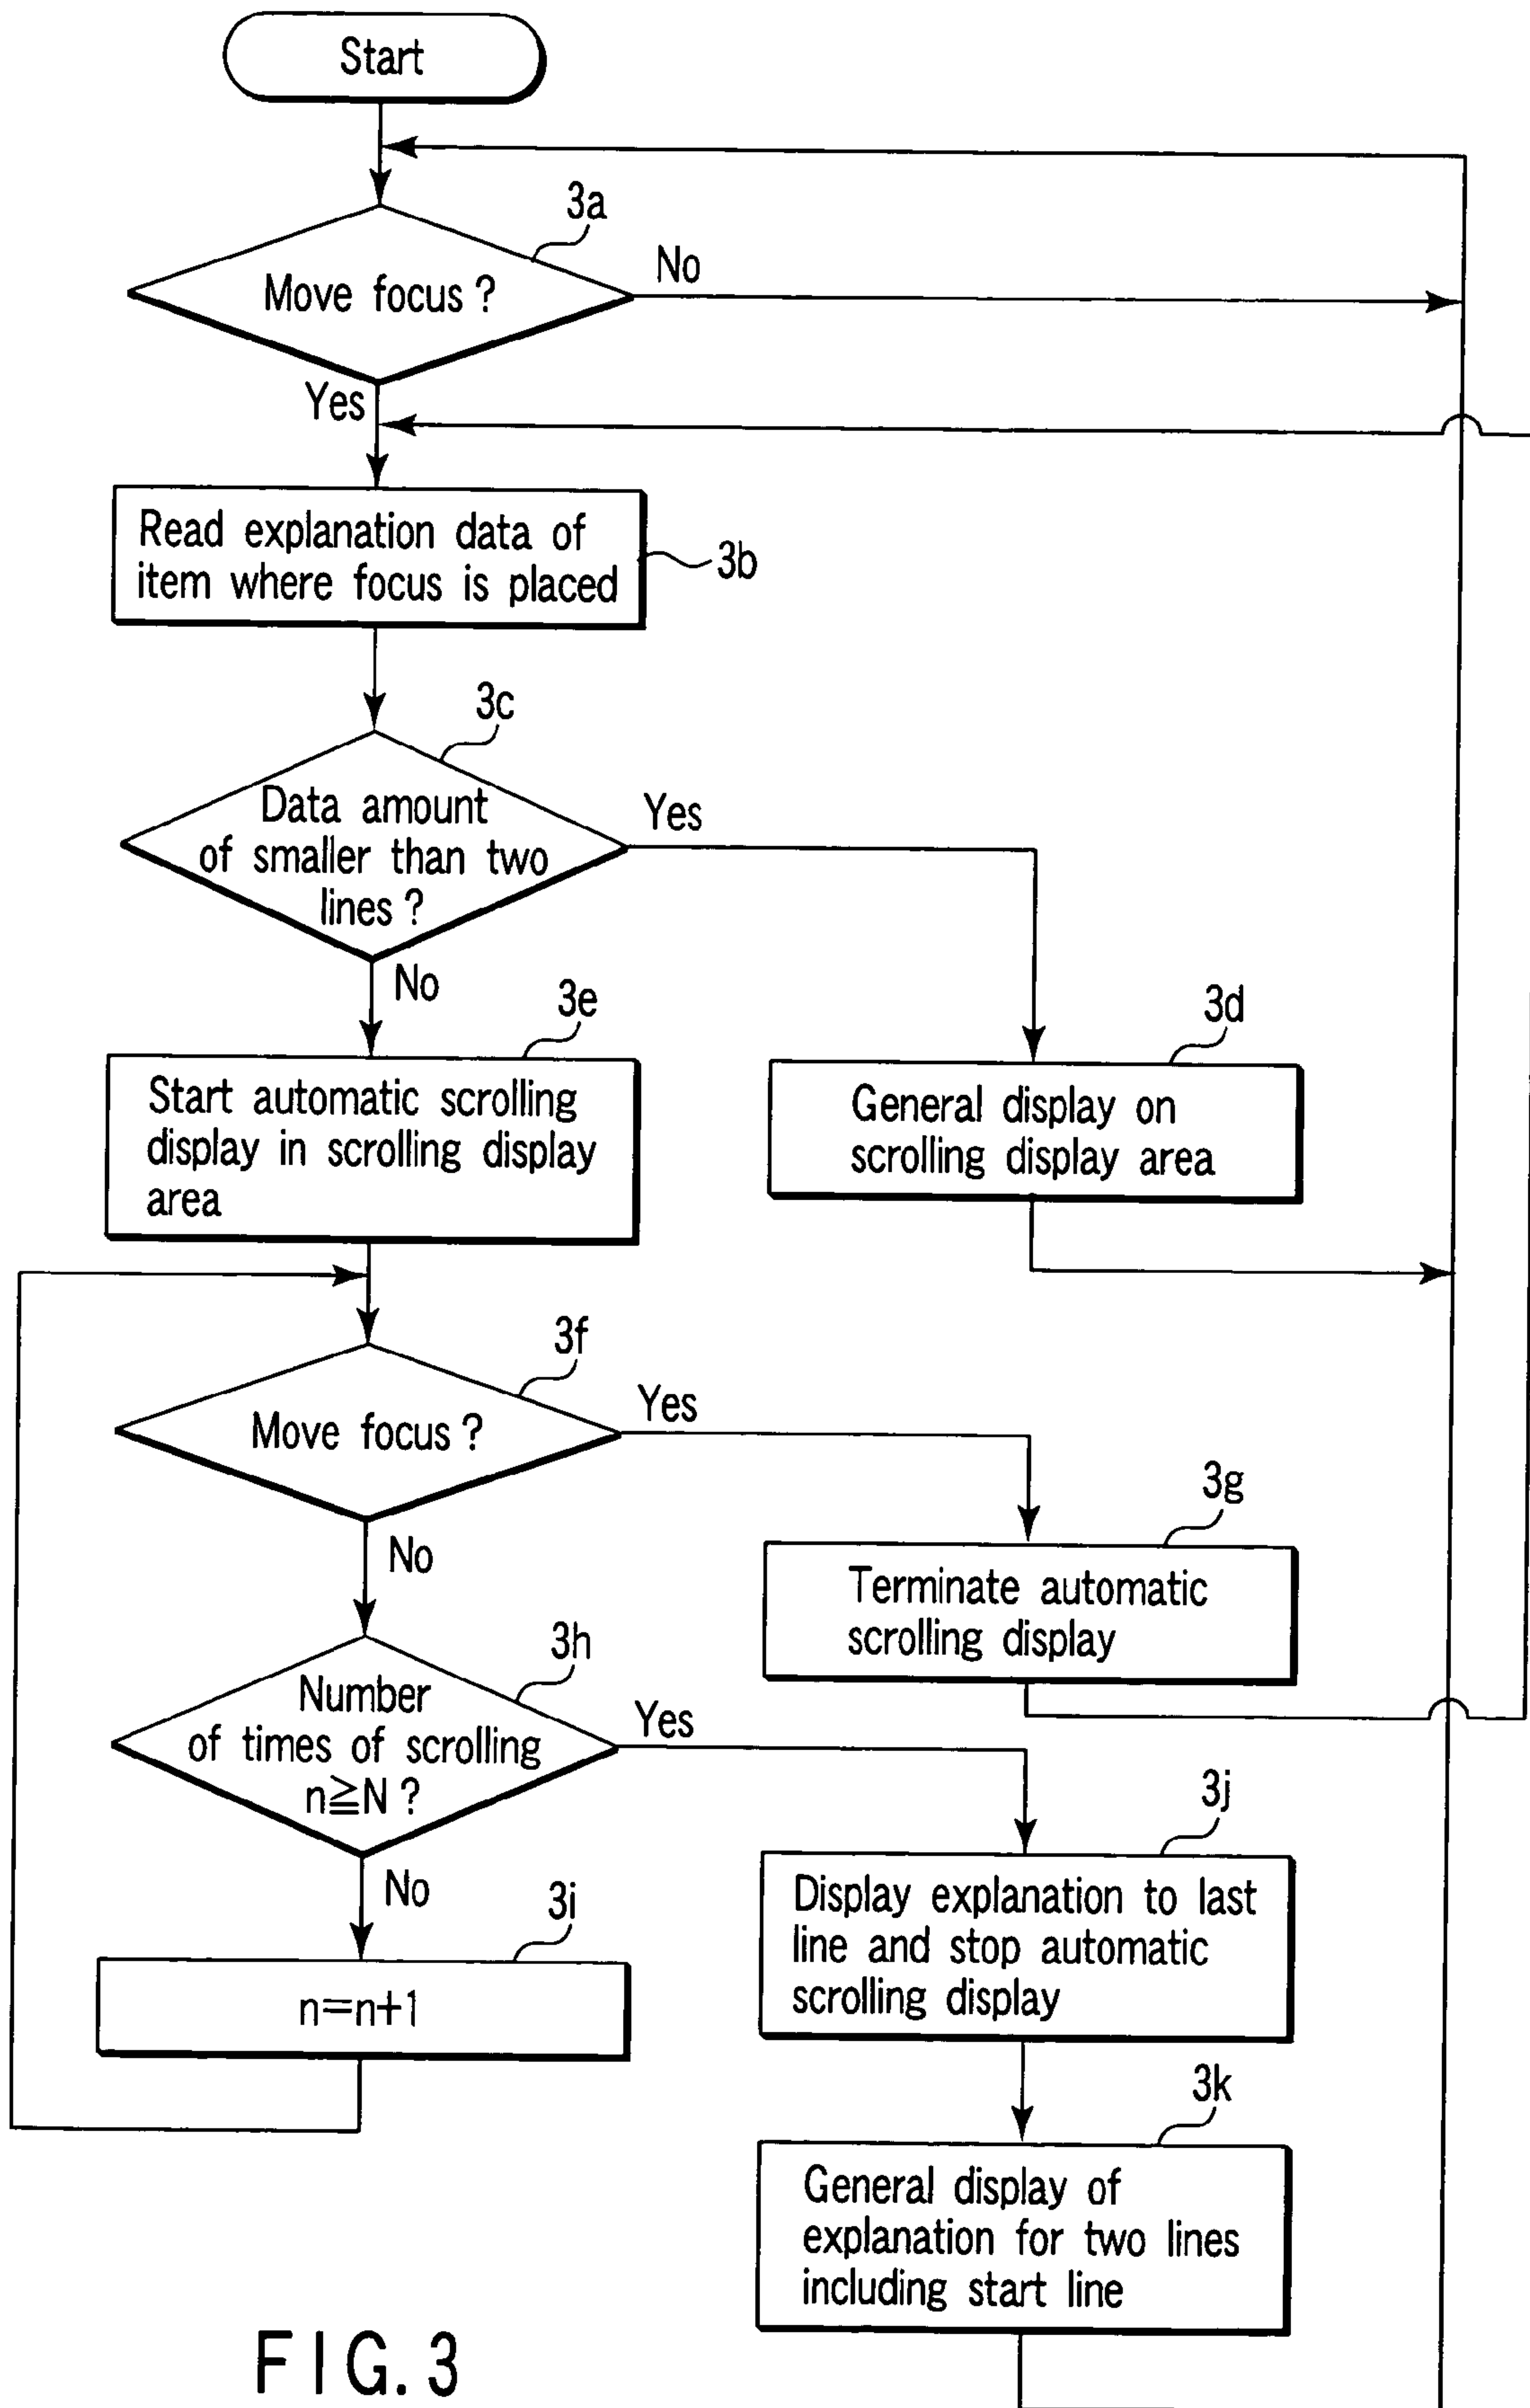 Start
3a
Move focus ?
No
Yes
Read explanation data of
item where focus is placed
3b
3c
Data amount
of smaller than two
lines ?
Yes
No
3e
Start automatic scrolling
display in scrolling display
area
3d
General display on
scrolling display area
3f
Move focus ?
Yes
No
3g
Terminate automatic
scrolling display
3h
Number
of times of scrolling
n≧N ?
Yes
No
3i
n=n+1
3j
Display explanation to last
line and stop automatic
scrolling display
3k
General display of
explanation for two lines
including start line
FIG. 3